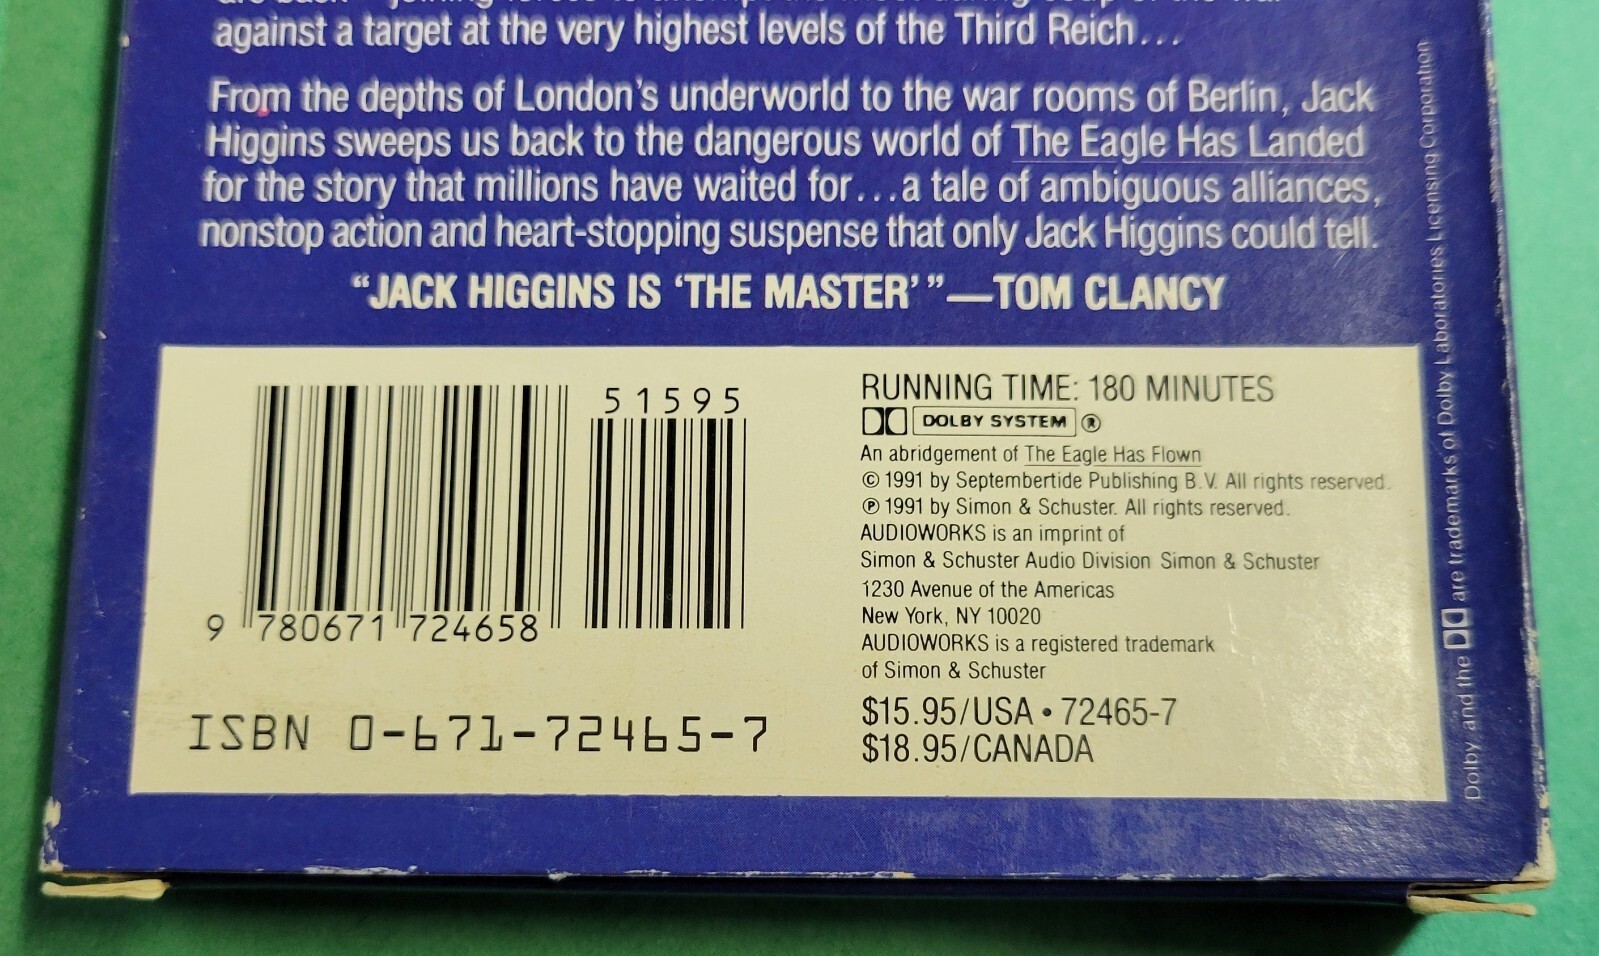 against a target at the very highest levels of the Third Reich...
From the depths of London's underworld to the war rooms of Berlin, Jack
Higgins sweeps us back to the dangerous world of The Eagle Has Landed
for the story that millions have waited for...a tale of ambiguous alliances,
nonstop action and heart-stopping suspense that only Jack Higgins could tell.
“JACK HIGGINS IS ‘THE MASTER’ ”—TOM CLANCY
51595
9 780671 724658
ISBN 0-671-72465-7
RUNNING TIME: 180 MINUTES
DOLBY SYSTEM ®
An abridgement of The Eagle Has Flown
© 1991 by Septembertide Publishing B.V. All rights reserved.
℗ 1991 by Simon & Schuster. All rights reserved.
AUDIOWORKS is an imprint of
Simon & Schuster Audio Division Simon & Schuster
1230 Avenue of the Americas
New York, NY 10020
AUDIOWORKS is a registered trademark
of Simon & Schuster
$15.95/USA • 72465-7
$18.95/CANADA
Dolby and the are trademarks of Dolby Laboratories Licensing Corporation